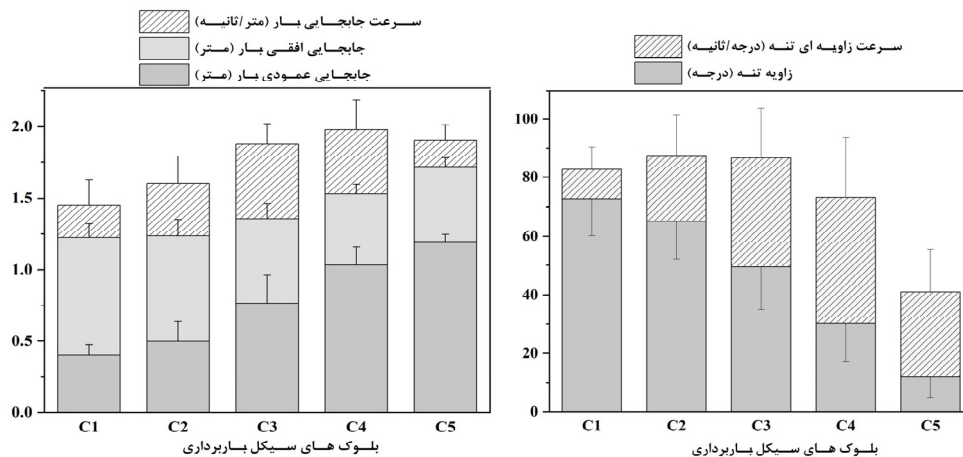 سرعت جابجایی بار (متر/ثانیه)
جابجایی افقی بار (متر)
جابجایی عمودی بار (متر)
2.0
1.5
1.0
0.5
0.0
C1 C2 C3 C4 C5
بلوک های سیکل باربرداری
سرعت زاویه ای تنه (درجه/ثانیه)
زاویه تنه (درجه)
100
80
60
40
20
0
C1 C2 C3 C4 C5
بلوک های سیکل باربرداری